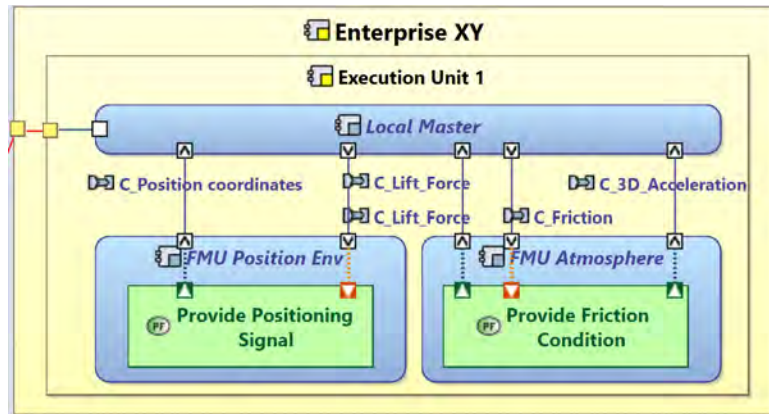 Enterprise XY
Execution Unit 1
Local Master
C_Position coordinates
C_Lift_Force
C_3D_Acceleration
C_Lift_Force
C_Friction
FMU Position Env
FMU Atmosphere
PF
Provide Positioning
Signal
PF
Provide Friction
Condition